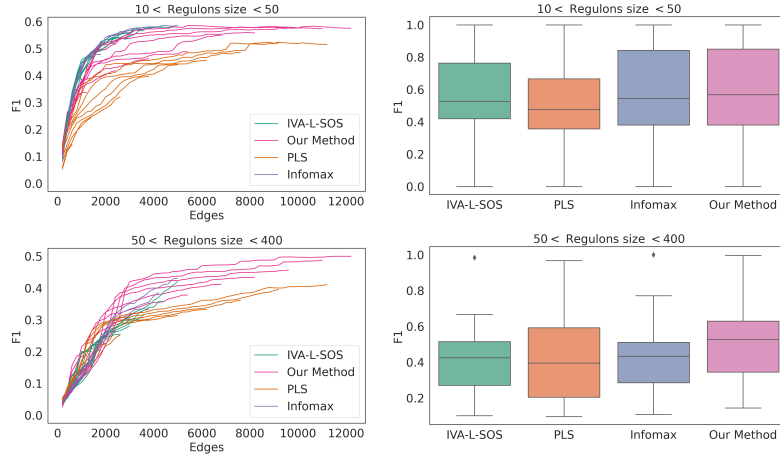 10 < Regulons size < 50
F1
0.6
0.5
0.4
0.3
0.2
0.1
0.0
0 2000 4000 6000 8000 10000 12000
Edges
IVA-L-SOS
Our Method
PLS
Infomax
10 < Regulons size < 50
F1
1.0
0.8
0.6
0.4
0.2
0.0
IVA-L-SOS PLS Infomax Our Method
50 < Regulons size < 400
F1
0.5
0.4
0.3
0.2
0.1
0.0
0 2000 4000 6000 8000 10000 12000
Edges
IVA-L-SOS
Our Method
PLS
Infomax
50 < Regulons size < 400
F1
1.0
0.8
0.6
0.4
0.2
IVA-L-SOS PLS Infomax Our Method